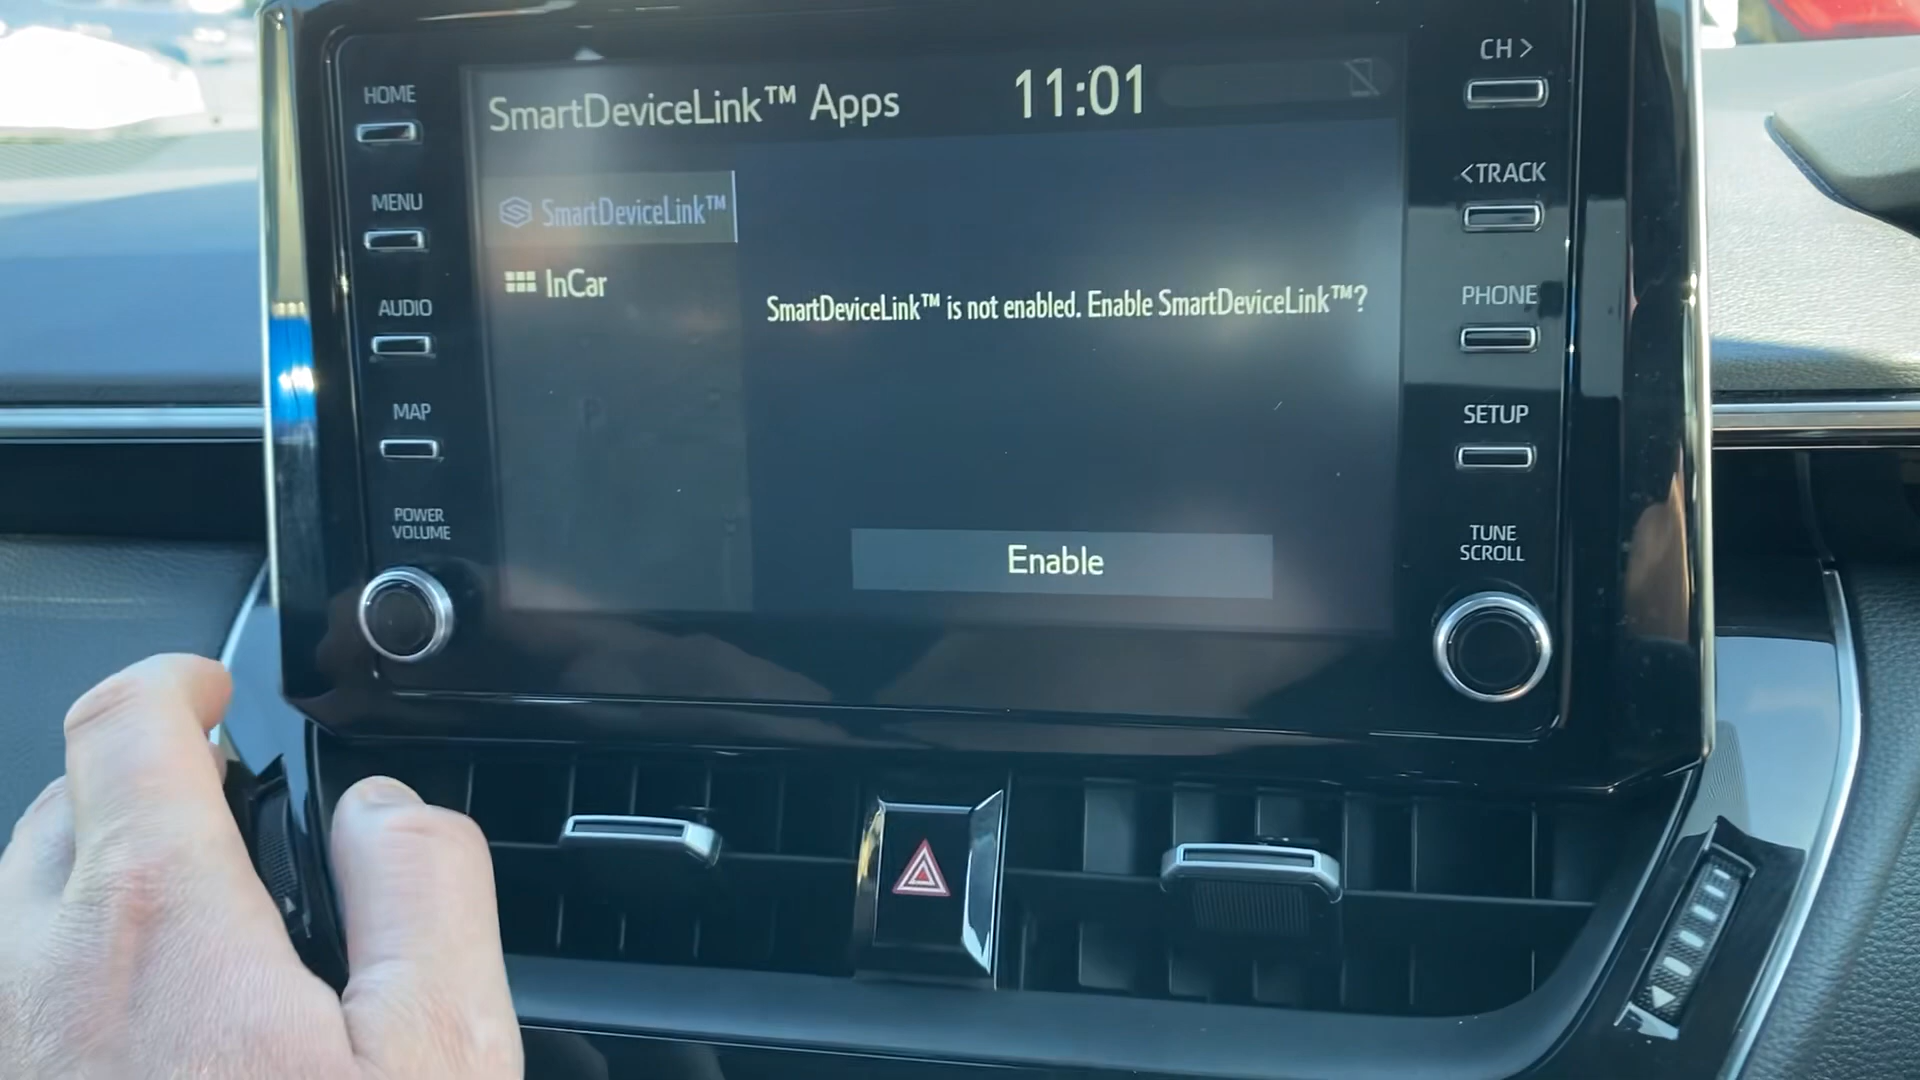 HOME
MENU
AUDIO
MAP
POWER
VOLUME
SmartDeviceLink™ Apps
11:01
SmartDeviceLink™
InCar
SmartDeviceLink™ is not enabled. Enable SmartDeviceLink™?
Enable
CH >
<TRACK
PHONE
SETUP
TUNE
SCROLL